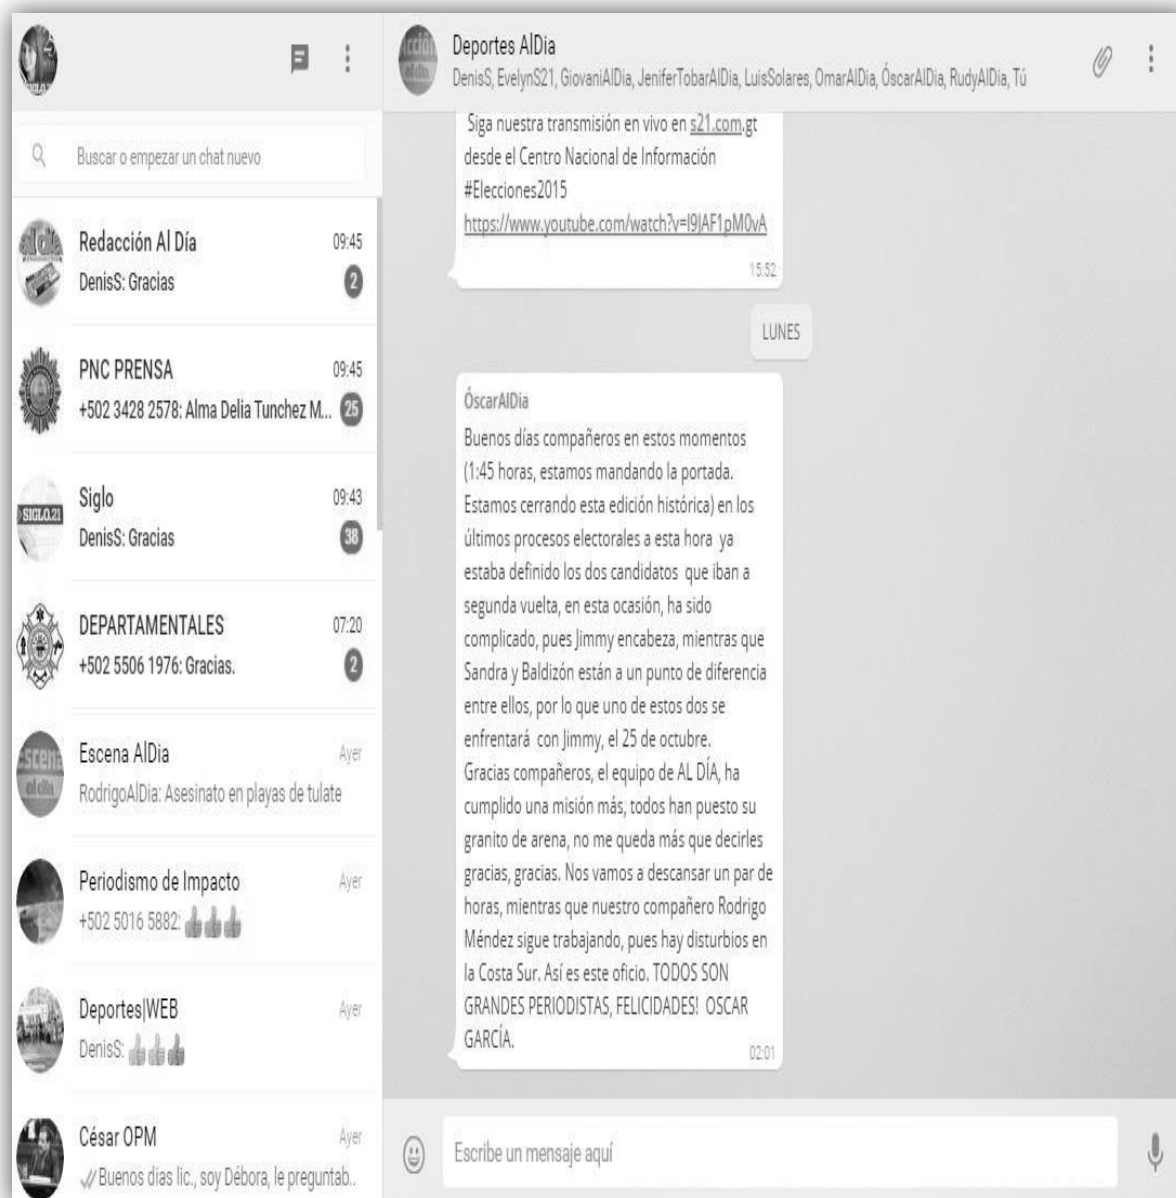 Buscar o empezar un chat nuevo
Redacción Al Día
09:45
DenisS: Gracias
2
PNC PRENSA
09:45
+502 3428 2578: Alma Delia Tunchez M...
25
SIGLO.21
Siglo
09:43
DenisS: Gracias
38
DEPARTAMENTALES
07:20
+502 5506 1976: Gracias.
2
Escena AlDia
Ayer
RodrigoAlDia: Asesinato en playas de tulate
Periodismo de Impacto
Ayer
+502 5016 5882:
Deportes|WEB
Ayer
DenisS:
César OPM
Ayer
Buenos dias lic., soy Débora, le preguntab..
Deportes AlDia
DenisS, EvelynS21, GiovaniAlDia, JeniferTobarAlDia, LuisSolares, OmarAlDia, ÓscarAlDia, RudyAlDia, Tú
Siga nuestra transmisión en vivo en s21.com.gt
desde el Centro Nacional de Información
#Elecciones2015
https://www.youtube.com/watch?v=I9JAF1pM0vA
15:52
LUNES
ÓscarAlDia
Buenos días compañeros en estos momentos
(1:45 horas, estamos mandando la portada.
Estamos cerrando esta edición histórica) en los
últimos procesos electorales a esta hora ya
estaba definido los dos candidatos que iban a
segunda vuelta, en esta ocasión, ha sido
complicado, pues Jimmy encabeza, mientras que
Sandra y Baldizón están a un punto de diferencia
entre ellos, por lo que uno de estos dos se
enfrentará con Jimmy, el 25 de octubre.
Gracias compañeros, el equipo de AL DÍA, ha
cumplido una misión más, todos han puesto su
granito de arena, no me queda más que decirles
gracias, gracias. Nos vamos a descansar un par de
horas, mientras que nuestro compañero Rodrigo
Méndez sigue trabajando, pues hay disturbios en
la Costa Sur. Así es este oficio. TODOS SON
GRANDES PERIODISTAS, FELICIDADES! OSCAR
GARCÍA.
02:01
Escribe un mensaje aquí